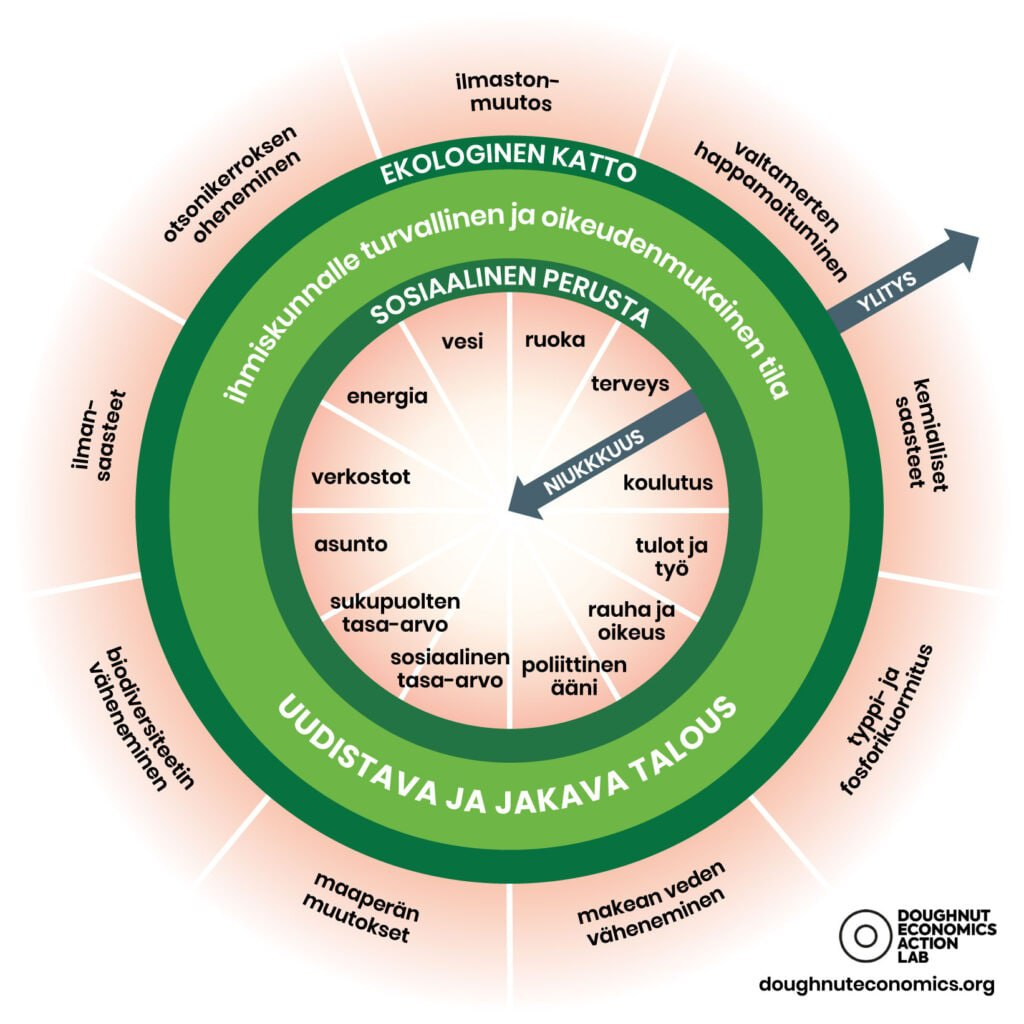 ilmaston-
muutos
valtamerten
happamoituminen
YLITYS
kemialliset
saasteet
typpi- ja
fosforikuormitus
makean veden
väheneminen
maaperän
muutokset
biodiversiteetin
väheneminen
ilman-
saasteet
otsonikerroksen
oheneminen
EKOLOGINEN KATTO
ihmiskunnalle turvallinen ja oikeudenmukainen tila
SOSIAALINEN PERUSTA
vesi
ruoka
energia
terveys
NIUKKKUUS
verkostot
koulutus
asunto
tulot ja
työ
sukupuolten
tasa-arvo
rauha ja
oikeus
sosiaalinen
tasa-arvo
poliittinen
ääni
UUDISTAVA JA JAKAVA TALOUS
DOUGHNUT
ECONOMICS
ACTION
LAB
doughnuteconomics.org